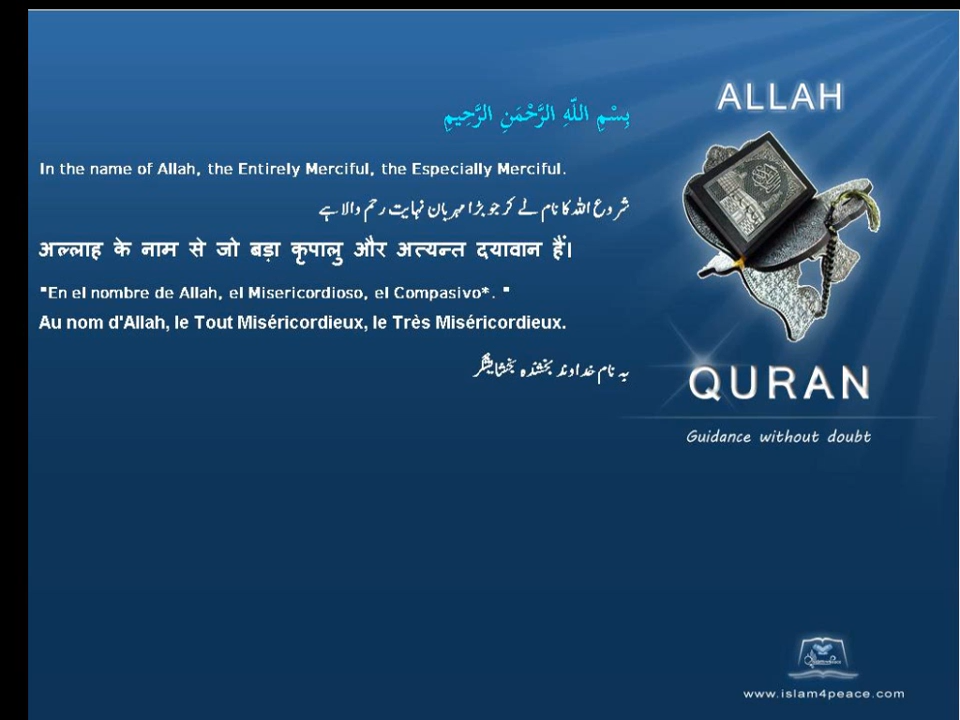 بِسْمِ اللّهِ الرَّحْمَنِ الرَّحِيمِ
In the name of Allah, the Entirely Merciful, the Especially Merciful.
شروع اللہ کا نام لے کر جو بڑا مہربان نہایت رحم والا ہے
अल्लाह के नाम से जो बड़ा कृपालु और अत्यन्त दयावान हैं।
"En el nombre de Allah, el Misericordioso, el Compasivo*. "
Au nom d'Allah, le Tout Miséricordieux, le Très Miséricordieux.
به نام خداوند بخشنده بخشایشگر
ALLAH
QURAN
Guidance without doubt
www.islam4peace.com